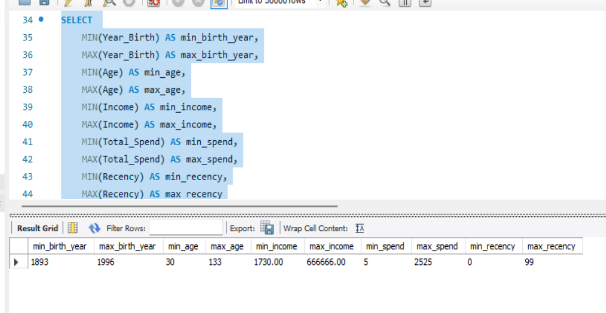 Limit to 50000 rows
34 SELECT
35 MIN(Year_Birth) AS min_birth_year,
36 MAX(Year_Birth) AS max_birth_year,
37 MIN(Age) AS min_age,
38 MAX(Age) AS max_age,
39 MIN(Income) AS min_income,
40 MAX(Income) AS max_income,
41 MIN(Total_Spend) AS min_spend,
42 MAX(Total_Spend) AS max_spend,
43 MIN(Recency) AS min_recency,
44 MAX(Recency) AS max_recency
Result Grid Filter Rows: Export: Wrap Cell Content:
min_birth_year max_birth_year min_age max_age min_income max_income min_spend max_spend min_recency max_recency
1893 1996 30 133 1730.00 666666.00 5 2525 0 99